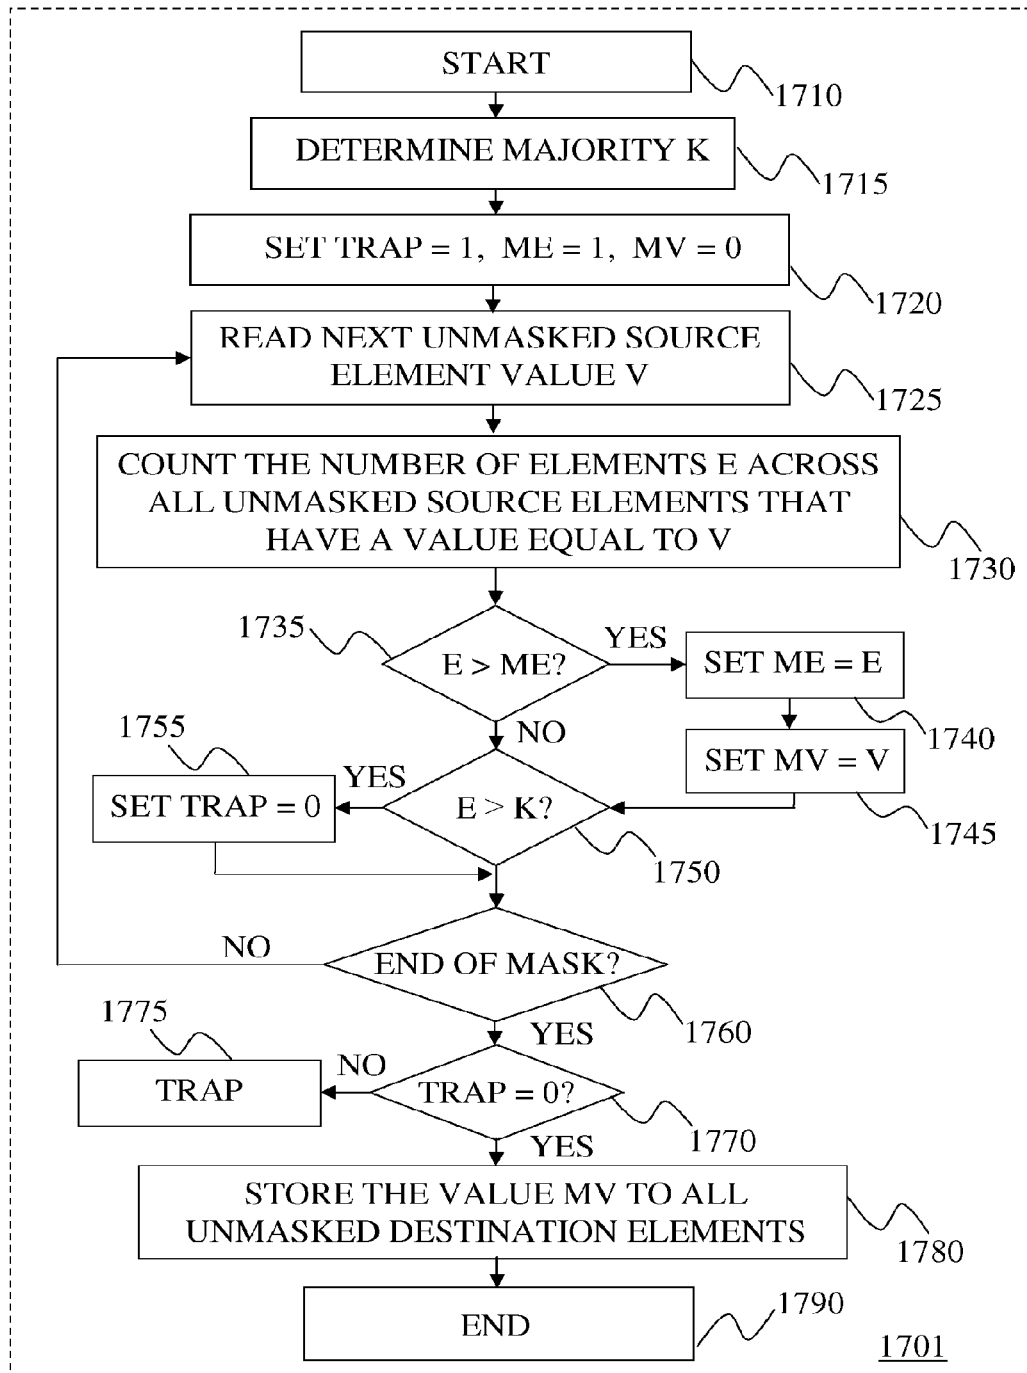 START
1710
DETERMINE MAJORITY K
1715
SET TRAP = 1, ME = 1, MV = 0
1720
READ NEXT UNMASKED SOURCE
ELEMENT VALUE V
1725
COUNT THE NUMBER OF ELEMENTS E ACROSS
ALL UNMASKED SOURCE ELEMENTS THAT
HAVE A VALUE EQUAL TO V
1730
1735
E > ME?
YES
SET ME = E
1740
NO
SET MV = V
1745
1755
YES
SET TRAP = 0
E > K?
1750
NO
END OF MASK?
1760
YES
1775
NO
TRAP
TRAP = 0?
1770
YES
STORE THE VALUE MV TO ALL
UNMASKED DESTINATION ELEMENTS
1780
END
1790
1701